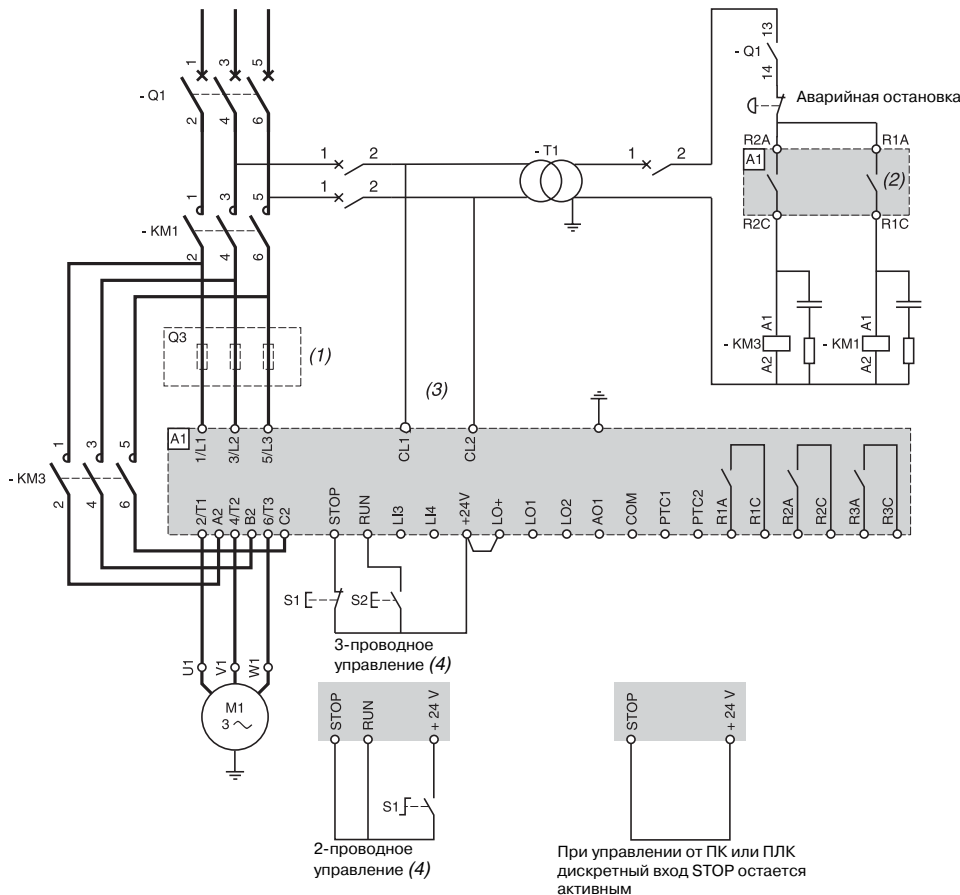 1 3 5
- Q1
2 4 6
13
- Q1
14
Аварийная остановка
1 2
- T1
1 2
1 2
R2A R1A
A1
(2)
R2C R1C
1 3 5
- KM1
2 4 6
Q3
(1)
A1 A1
- KM3 - KM1
A2 A2
(3)
1 3 5
- KM3
2 4 6
A1
1/L1 3/L2 5/L3 CL1 CL2
2/T1 A2 4/T2 B2 6/T3 C2 STOP RUN LI3 LI4 +24V LO+ LO1 LO2 AO1 COM PTC1 PTC2 R1A R1C R2A R2C R3A R3C
S1 S2
3-проводное
управление (4)
U1 V1 W1
M1
3
STOP RUN + 24 V
S1
2-проводное
управление (4)
STOP + 24 V
При управлении от ПК или ПЛК
дискретный вход STOP остается
активным